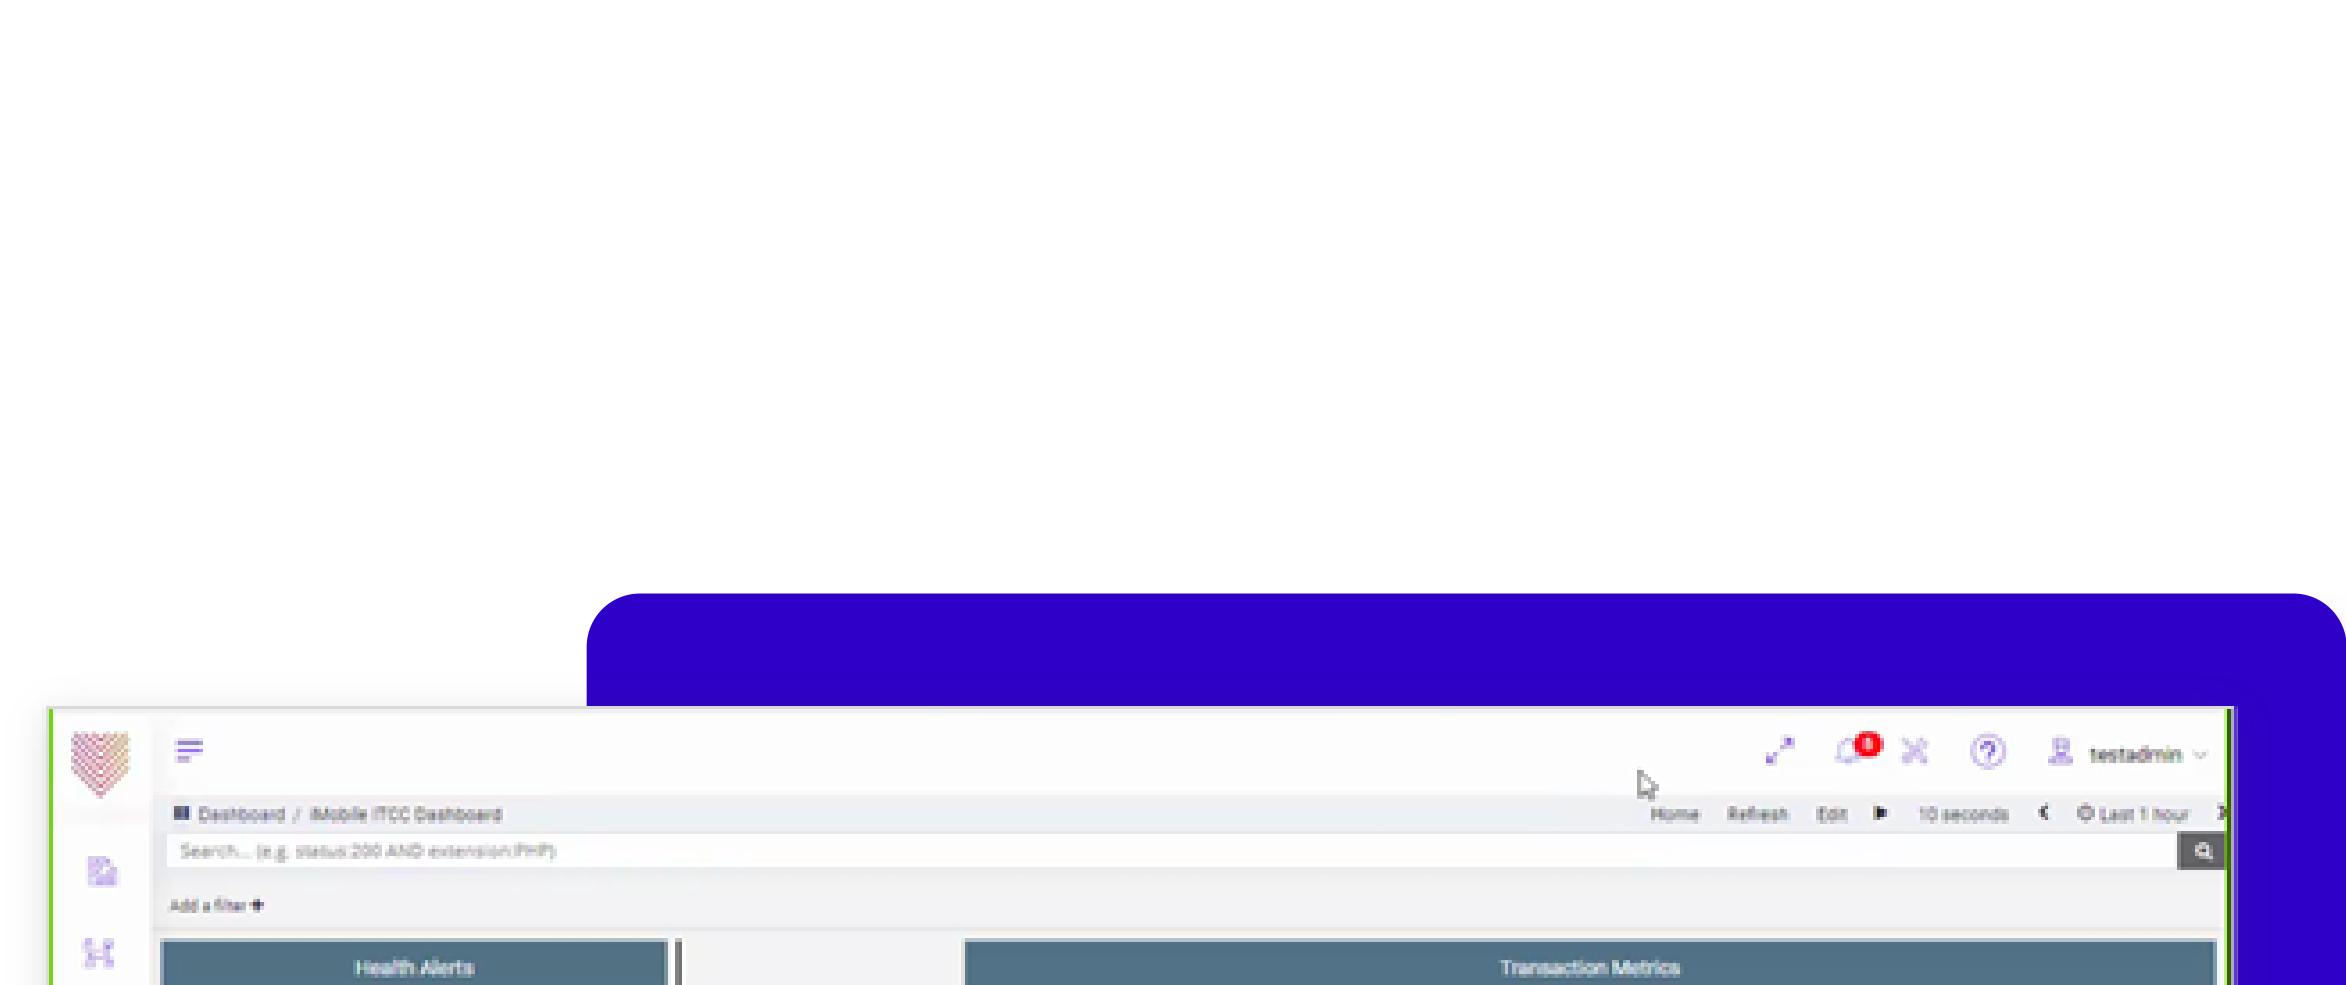 testadmin
Dashboard / iMobile ITCC Dashboard
Home Refresh Edit 10 seconds Last 1 hour
Search... (e.g. status:200 AND extension:PHP)
Add a filter +
Health Alerts
Transaction Metrics